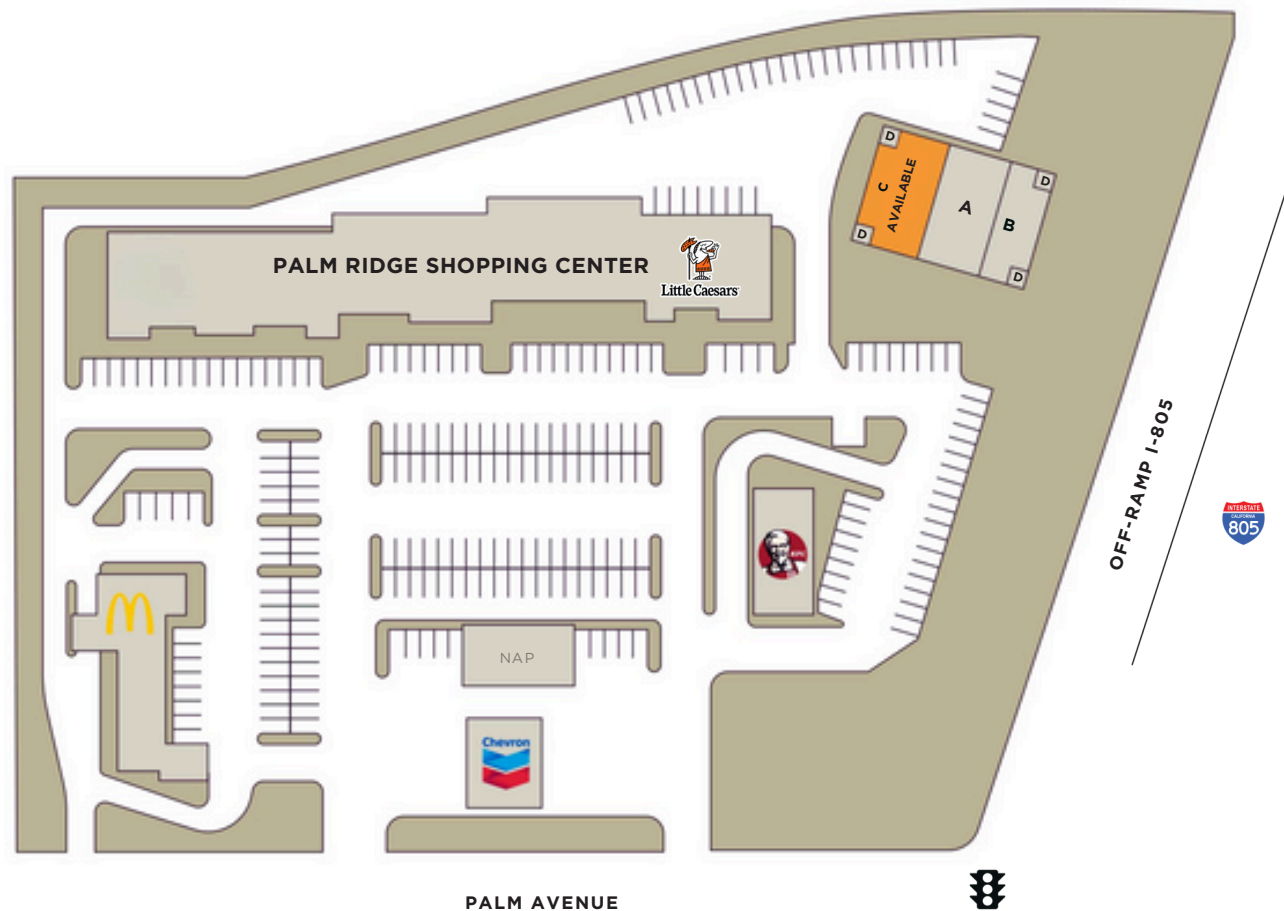 D
C
AVAILABLE
A
D
B
D
D
PALM RIDGE SHOPPING CENTER
Little Caesars
OFF-RAMP I-805
INTERSTATE
CALIFORNIA
805
KFC
NAP
Chevron
PALM AVENUE